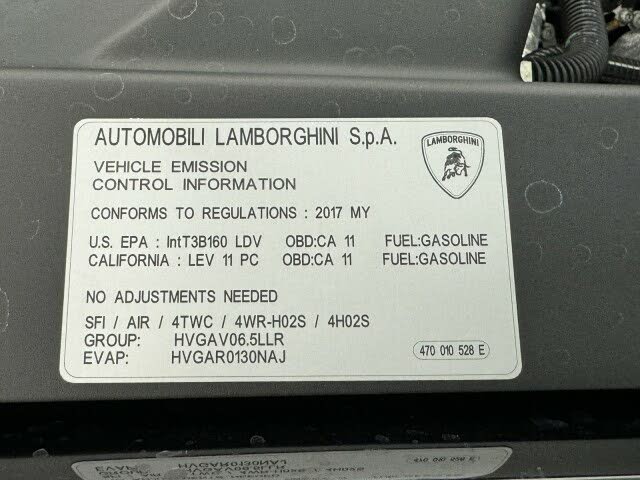 AUTOMOBILI LAMBORGHINI S.p.A.
LAMBORGHINI
VEHICLE EMISSION
CONTROL INFORMATION
CONFORMS TO REGULATIONS : 2017 MY
U.S. EPA : IntT3B160 LDV OBD:CA 11 FUEL:GASOLINE
CALIFORNIA : LEV 11 PC OBD:CA 11 FUEL:GASOLINE
NO ADJUSTMENTS NEEDED
SFI / AIR / 4TWC / 4WR-H02S / 4H02S
GROUP: HVGAV06.5LLR
EVAP: HVGAR0130NAJ
470 010 528 E